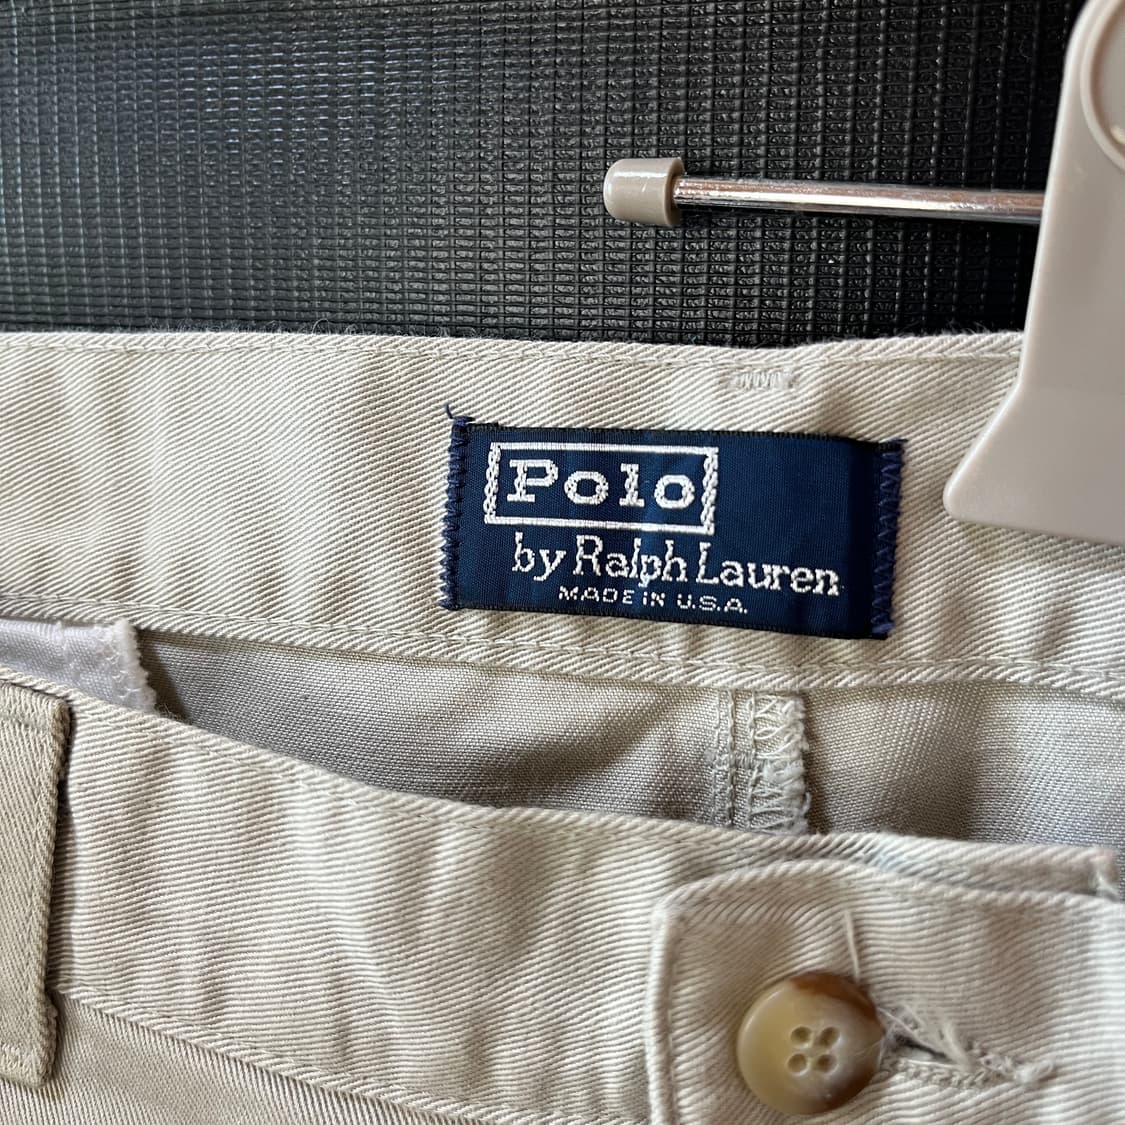 Polo
by Ralph Lauren
MADE IN U.S.A.